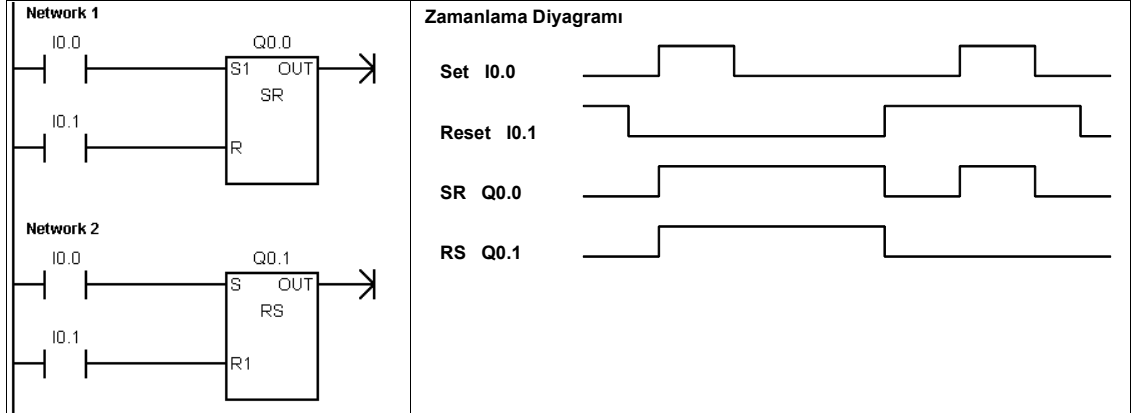 Network 1
I0.0
Q0.0
S1 OUT
SR
I0.1
R
Network 2
I0.0
Q0.1
S OUT
RS
I0.1
R1
Zamanlama Diyagramı
Set I0.0
Reset I0.1
SR Q0.0
RS Q0.1